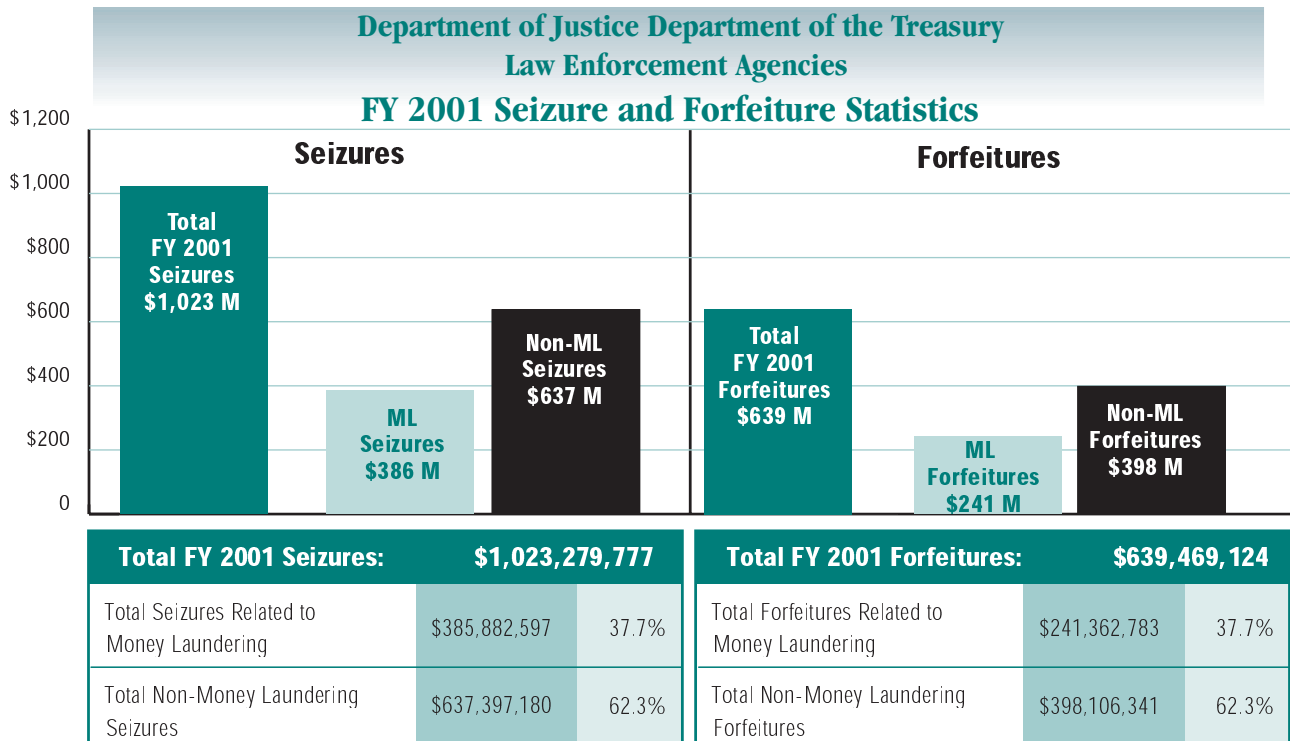 Department of Justice Department of the Treasury
Law Enforcement Agencies
FY 2001 Seizure and Forfeiture Statistics
$1,200
$1,000
$800
$600
$400
$200
0
Seizures
Total
FY 2001
Seizures
$1,023 M
ML
Seizures
$386 M
Non-ML
Seizures
$637 M
Forfeitures
Total
FY 2001
Forfeitures
$639 M
ML
Forfeitures
$241 M
Non-ML
Forfeitures
$398 M
Total FY 2001 Seizures: $1,023,279,777
Total Seizures Related to
Money Laundering
$385,882,597 37.7%
Total Non-Money Laundering
Seizures
$637,397,180 62.3%
Total FY 2001 Forfeitures: $639,469,124
Total Forfeitures Related to
Money Laundering
$241,362,783 37.7%
Total Non-Money Laundering
Forfeitures
$398,106,341 62.3%